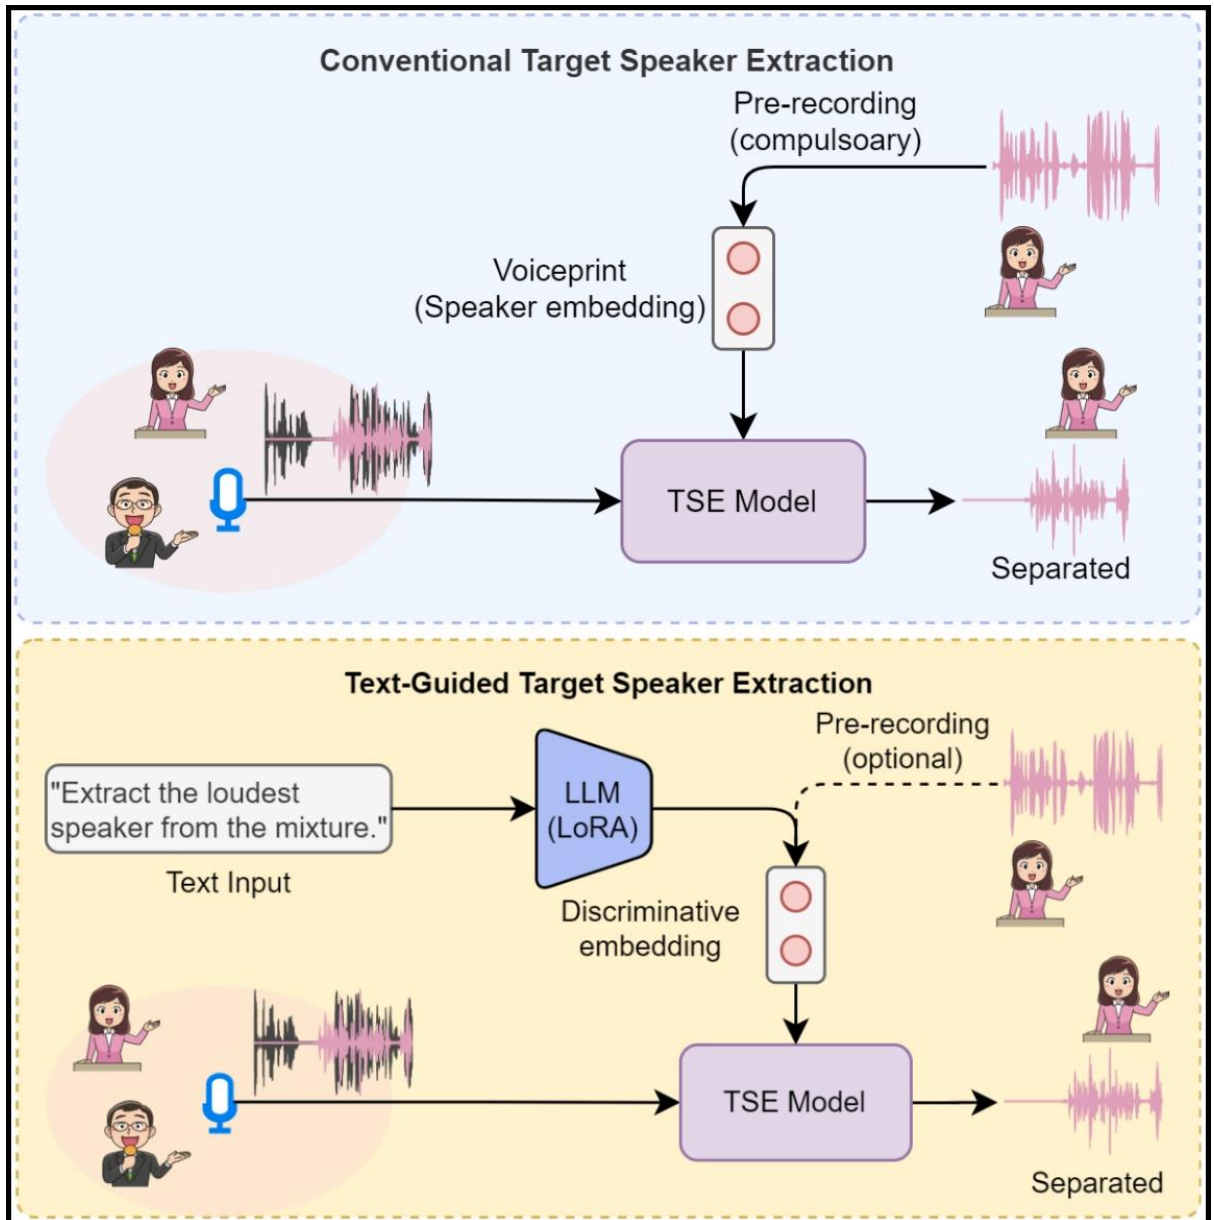 Conventional Target Speaker Extraction
Pre-recording
(compulsoary)
Voiceprint
(Speaker embedding)
TSE Model
Separated
Text-Guided Target Speaker Extraction
Pre-recording
(optional)
"Extract the loudest
speaker from the mixture."
LLM
(LoRA)
Text Input
Discriminative
embedding
TSE Model
Separated